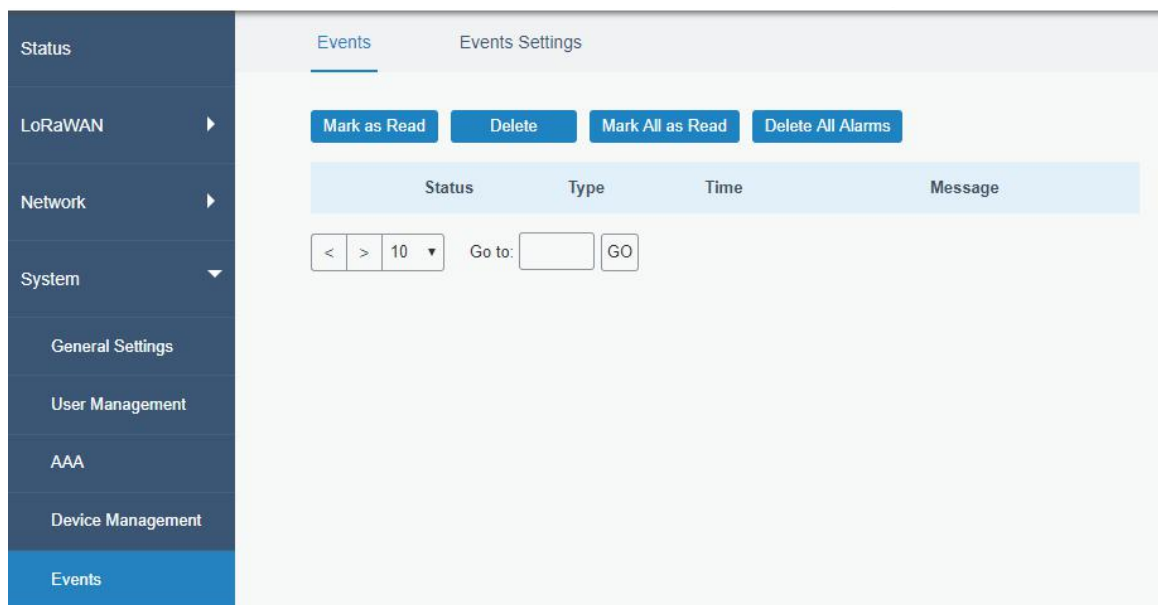 Status
LoRaWAN
Network
System
General Settings
User Management
AAA
Device Management
Events
Events Events Settings
Mark as Read Delete Mark All as Read Delete All Alarms
Status Type Time Message
< > 10 Go to: GO